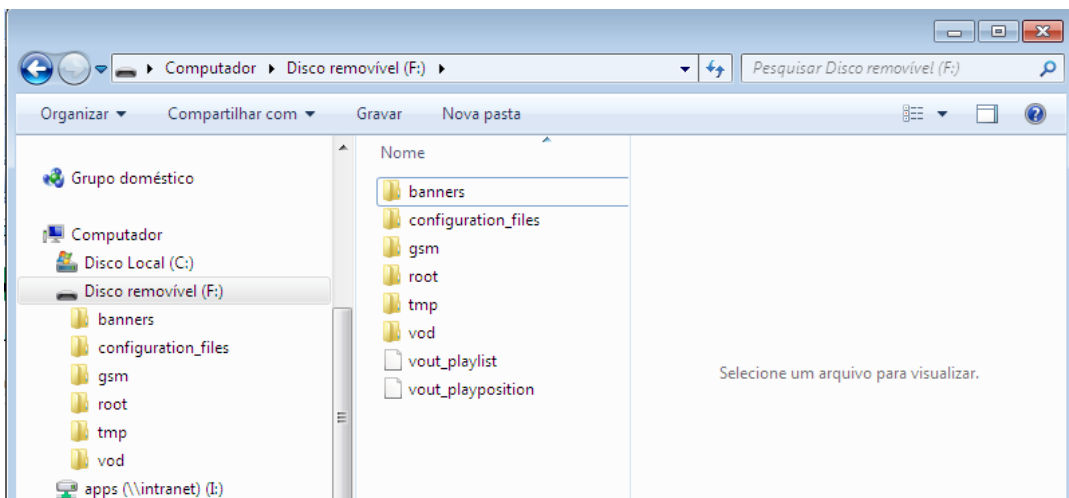 Computador Disco removível (F:)
Pesquisar Disco removível (F:)
Organizar Compartilhar com Gravar Nova pasta
Grupo doméstico
Computador
Disco Local (C:)
Disco removível (F:)
banners
configuration_files
gsm
root
tmp
vod
apps (\\intranet) (I:)
Nome
banners
configuration_files
gsm
root
tmp
vod
vout_playlist
vout_playposition
Selecione um arquivo para visualizar.